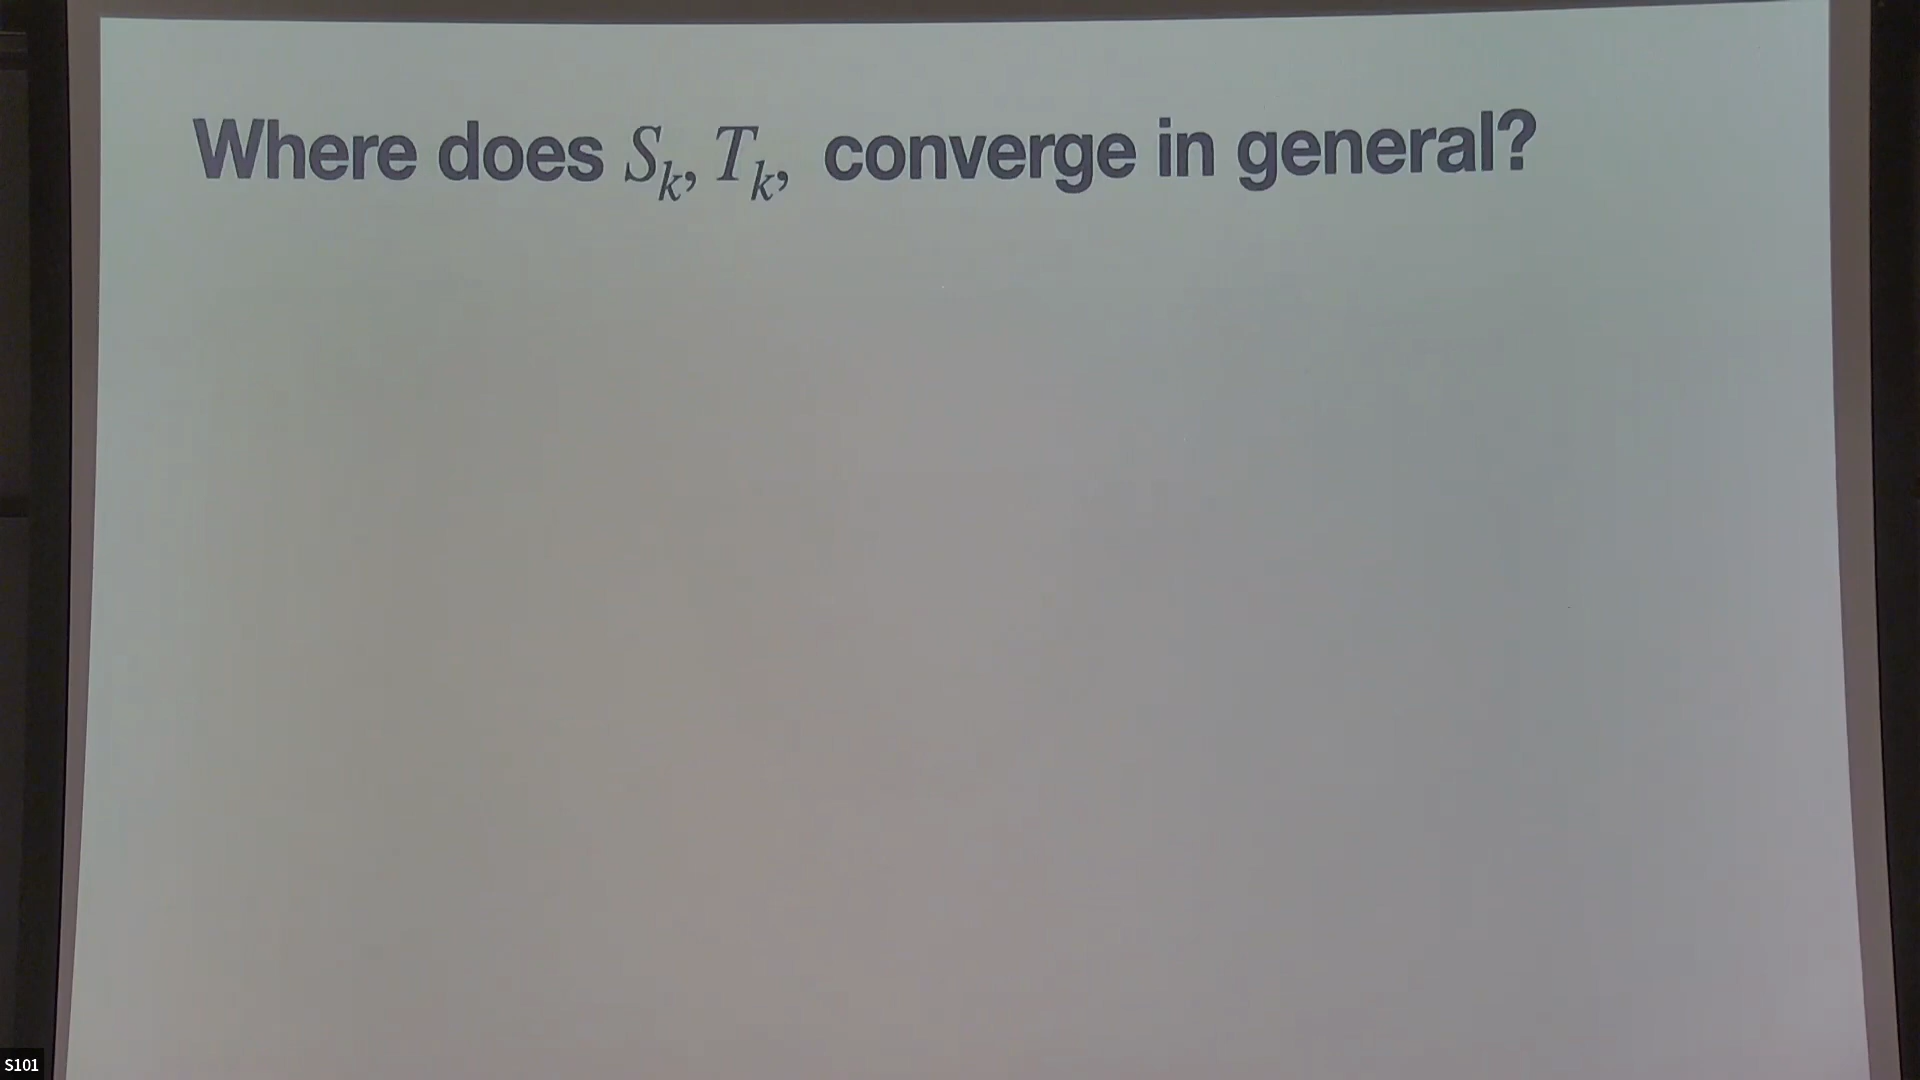 Where does $S_k, T_k,$ converge in general?
S101